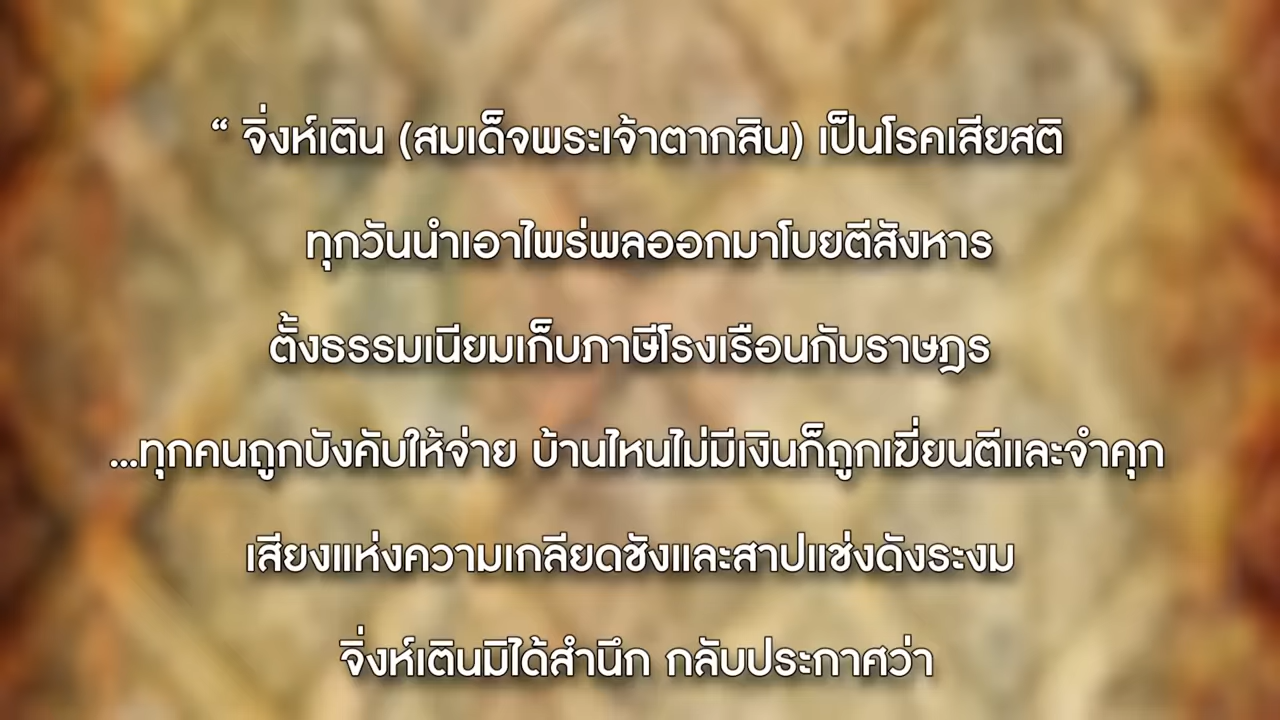 “ จิ่งห์เติน (สมเด็จพระเจ้าตากสิน) เป็นโรคเสียสติ
ทุกวันนำเอาไพร่พลออกมาโบยตีสังหาร
ตั้งธรรมเนียมเก็บภาษีโรงเรือนกับราษฎร
...ทุกคนถูกบังคับให้จ่าย บ้านไหนไม่มีเงินก็ถูกเฆี่ยนตีและจำคุก
เสียงแห่งความเกลียดชังและสาปแช่งดังระงม
จิ่งห์เตินมิได้สำนึก กลับประกาศว่า